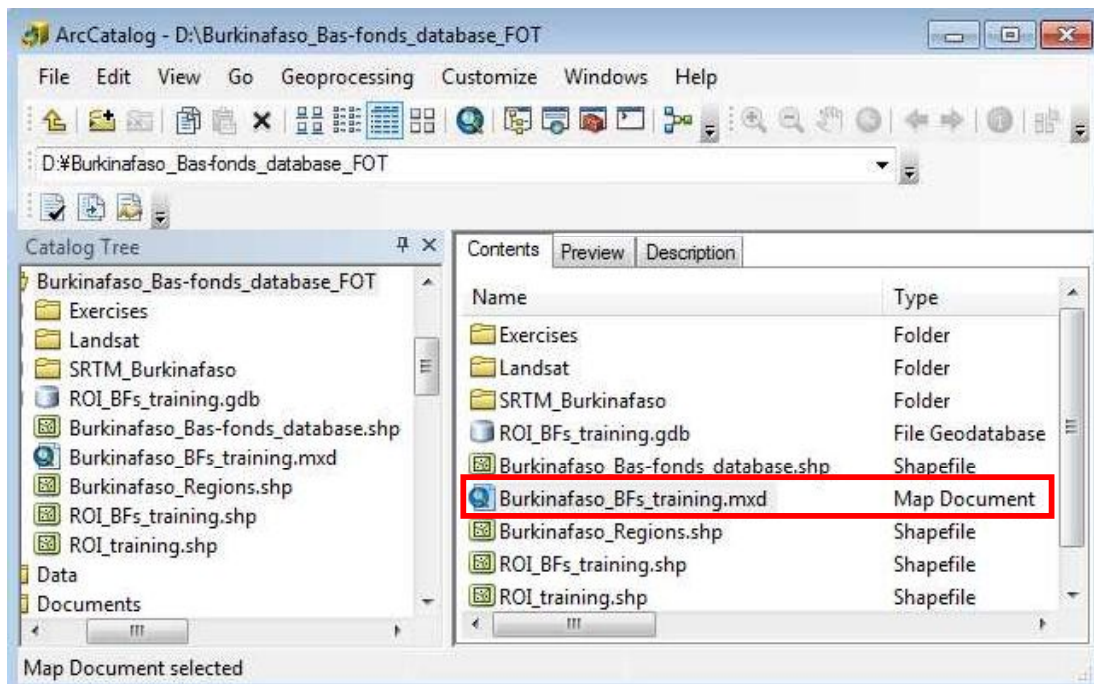 ArcCatalog - D:\Burkinafaso_Bas-fonds_database_FOT
File Edit View Go Geoprocessing Customize Windows Help
D:¥Burkinafaso_Bas-fonds_database_FOT
Catalog Tree
Burkinafaso_Bas-fonds_database_FOT
Exercises
Landsat
SRTM_Burkinafaso
ROI_BFs_training.gdb
Burkinafaso_Bas-fonds_database.shp
Burkinafaso_BFs_training.mxd
Burkinafaso_Regions.shp
ROI_BFs_training.shp
ROI_training.shp
Data
Documents
Contents Preview Description
Name Type
Exercises Folder
Landsat Folder
SRTM_Burkinafaso Folder
ROI_BFs_training.gdb File Geodatabase
Burkinafaso_Bas-fonds_database.shp Shapefile
Burkinafaso_BFs_training.mxd Map Document
Burkinafaso_Regions.shp Shapefile
ROI_BFs_training.shp Shapefile
ROI_training.shp Shapefile
Map Document selected